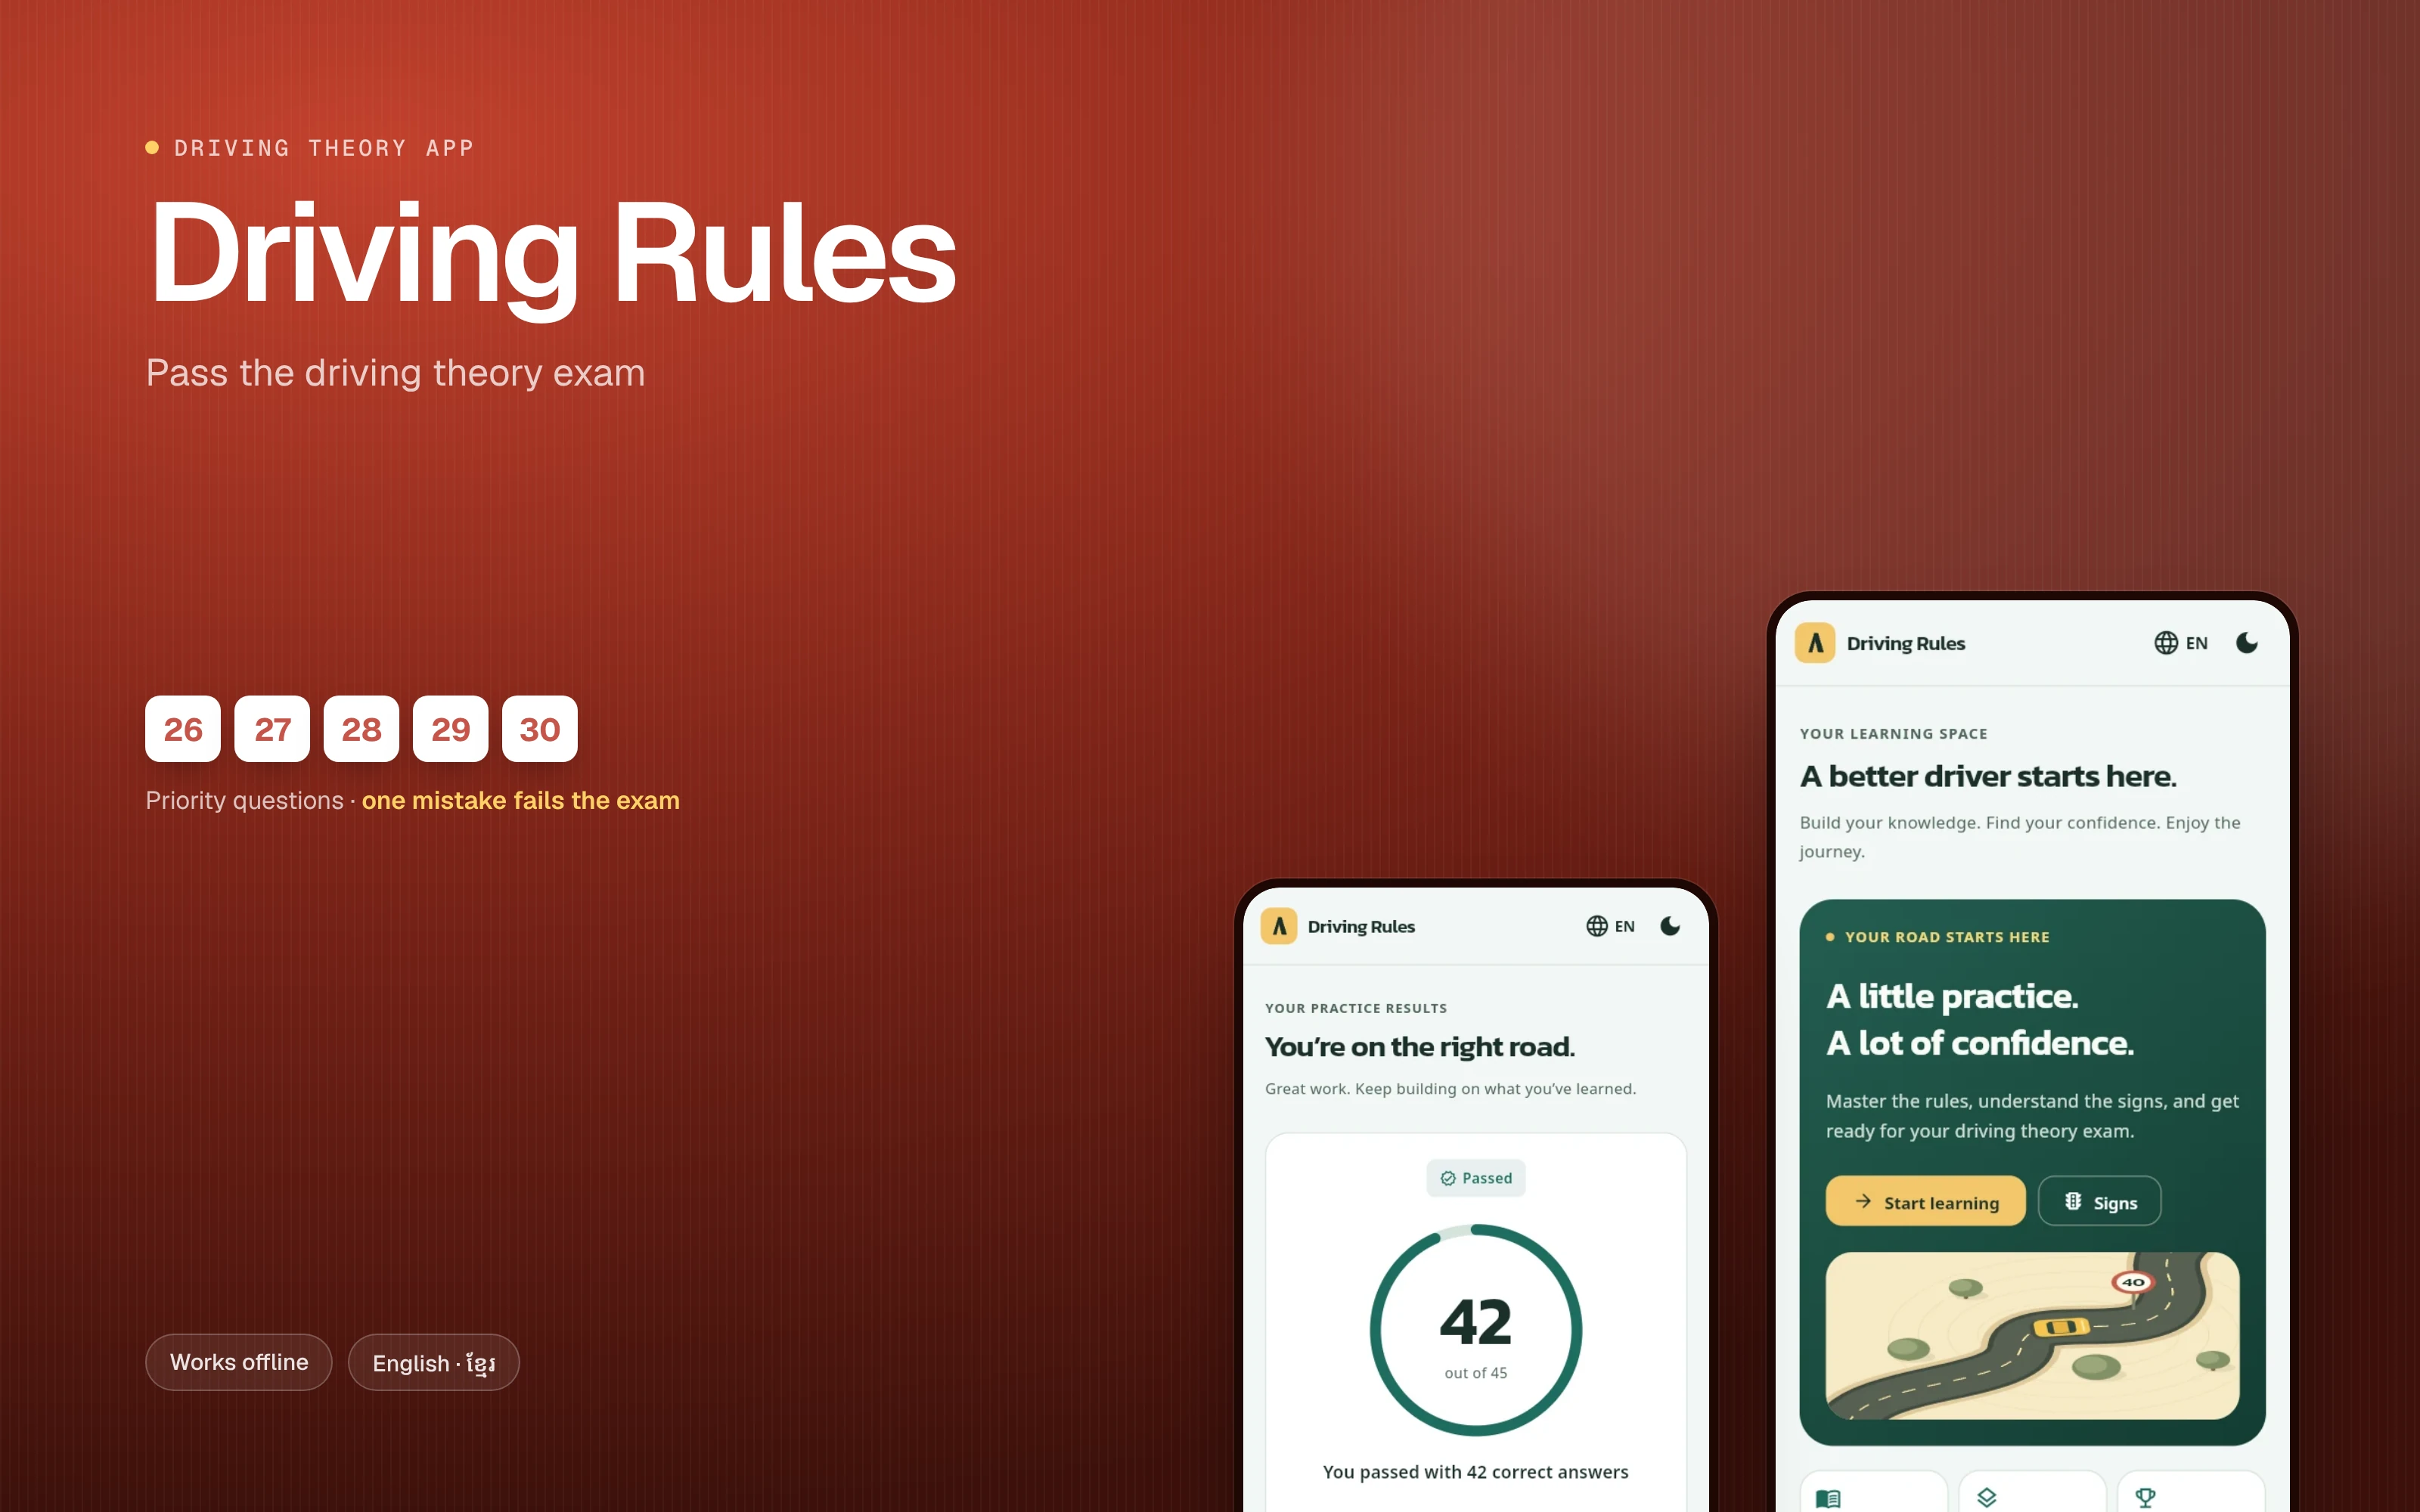 DRIVING THEORY APP
Driving Rules
Pass the driving theory exam
26 27 28 29 30
Priority questions · one mistake fails the exam
Works offline
English · ខ្មែរ
Driving Rules
EN
YOUR PRACTICE RESULTS
You're on the right road.
Great work. Keep building on what you've learned.
Passed
42
out of 45
You passed with 42 correct answers
Driving Rules
EN
YOUR LEARNING SPACE
A better driver starts here.
Build your knowledge. Find your confidence. Enjoy the
journey.
YOUR ROAD STARTS HERE
A little practice.
A lot of confidence.
Master the rules, understand the signs, and get
ready for your driving theory exam.
Start learning
Signs
40